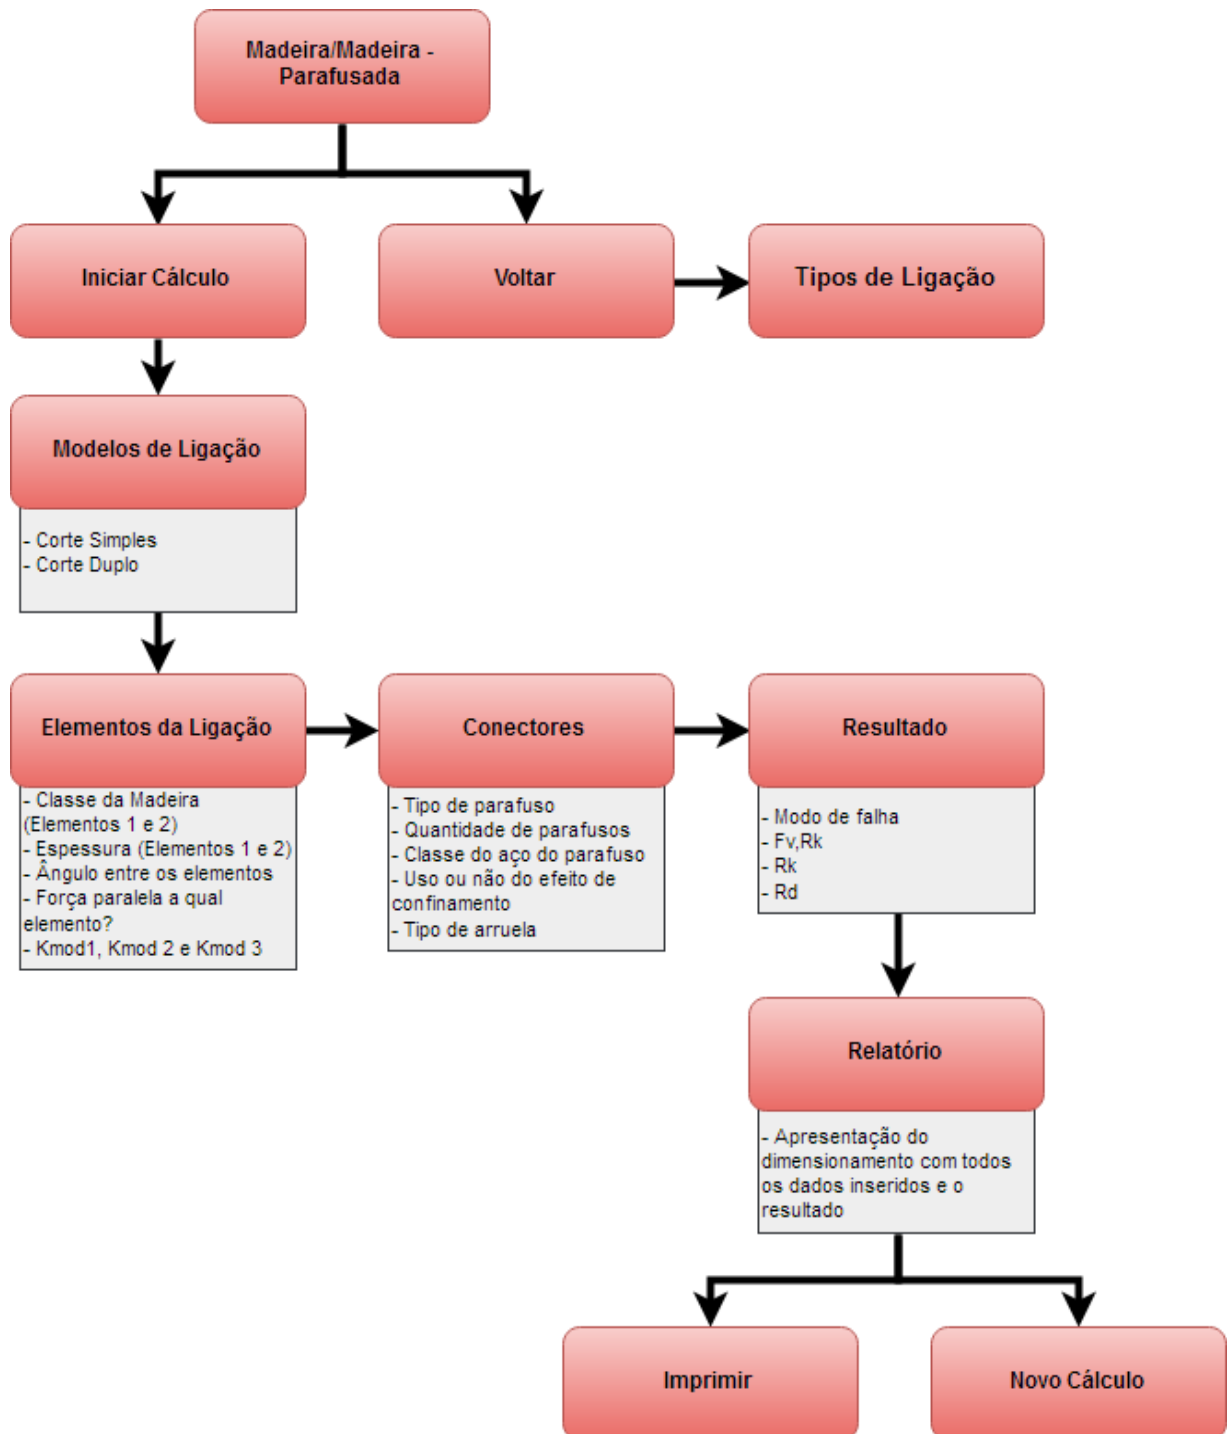 Madeira/Madeira -
Parafusada
Iniciar Cálculo
Voltar
Tipos de Ligação
Modelos de Ligação
- Corte Simples
- Corte Duplo
Elementos da Ligação
- Classe da Madeira
(Elementos 1 e 2)
- Espessura (Elementos 1 e 2)
- Ângulo entre os elementos
- Força paralela a qual
elemento?
- Kmod1, Kmod 2 e Kmod 3
Conectores
- Tipo de parafuso
- Quantidade de parafusos
- Classe do aço do parafuso
- Uso ou não do efeito de
confinamento
- Tipo de arruela
Resultado
- Modo de falha
- Fv,Rk
- Rk
- Rd
Relatório
- Apresentação do
dimensionamento com todos
os dados inseridos e o
resultado
Imprimir
Novo Cálculo